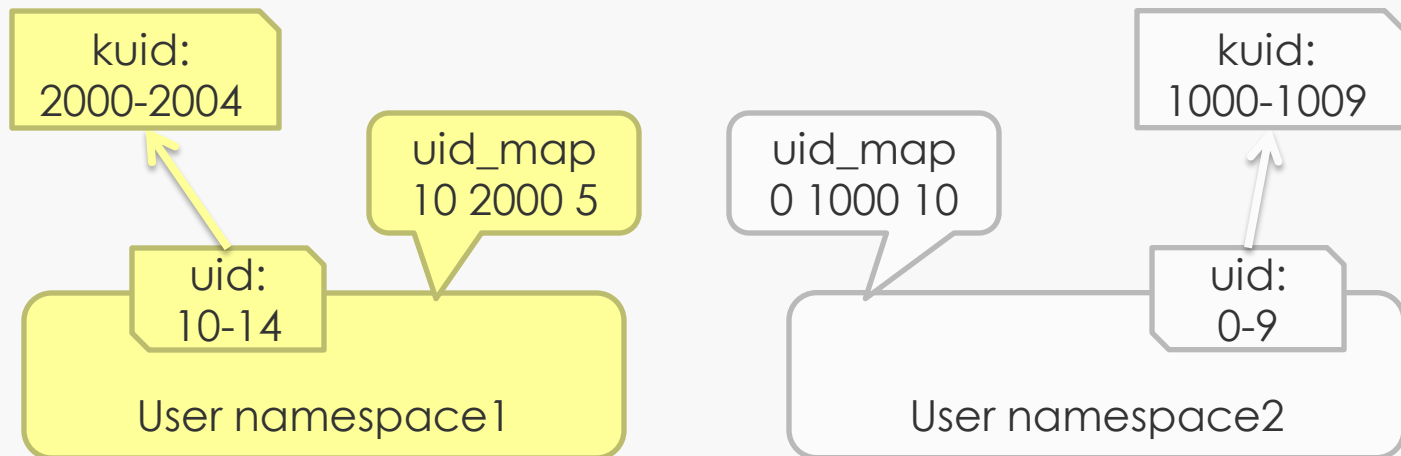 kuid:
2000-2004
uid_map
10 2000 5
uid:
10-14
User namespace1
uid_map
0 1000 10
kuid:
1000-1009
uid:
0-9
User namespace2